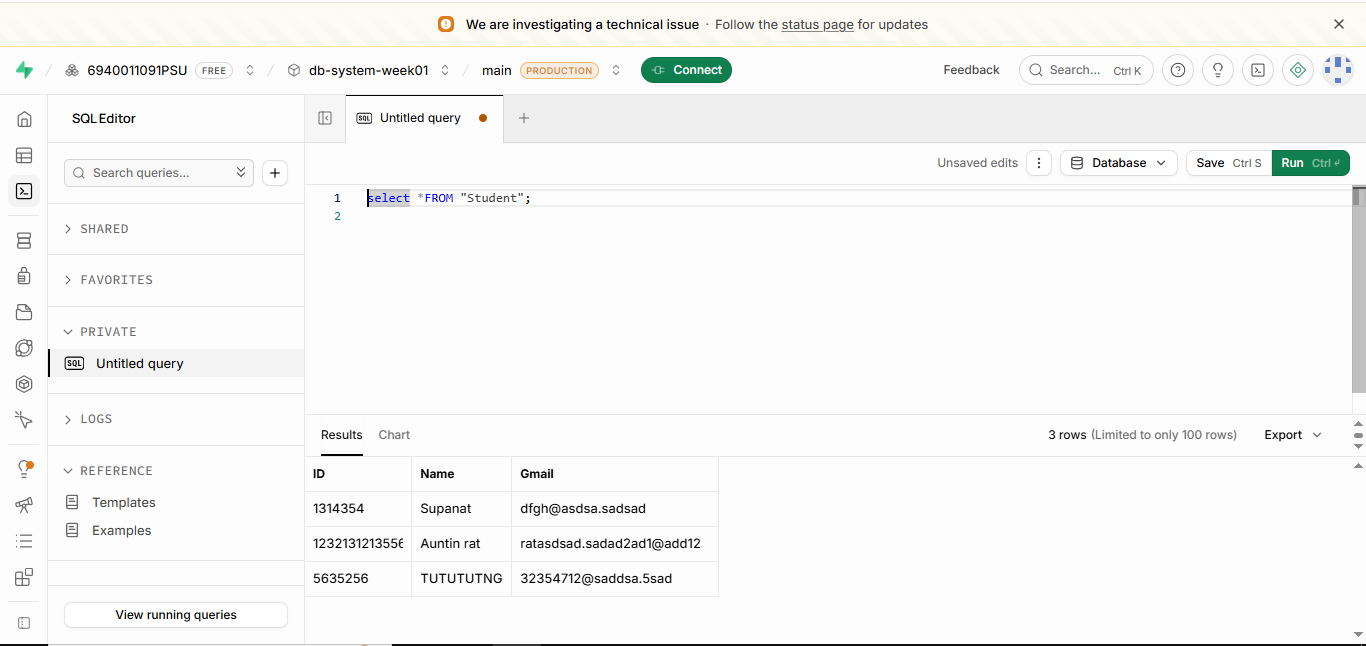 We are investigating a technical issue · Follow the status page for updates
6940011091PSU FREE / db-system-week01 / main PRODUCTION Connect Feedback Search... Ctrl K
SQL Editor
SQL Untitled query
Search queries...
Unsaved edits Database Save Ctrl S Run Ctrl ↵
1 select *FROM "Student";
2
SHARED
FAVORITES
PRIVATE
SQL Untitled query
LOGS
REFERENCE
Templates
Examples
View running queries
Results Chart 3 rows (Limited to only 100 rows) Export
ID Name Gmail
1314354 Supanat dfgh@asdsa.sadsad
1232131213556 Auntin rat ratasdsad.sadad2ad1@add12
5635256 TUTUTUTNG 32354712@saddsa.5sad